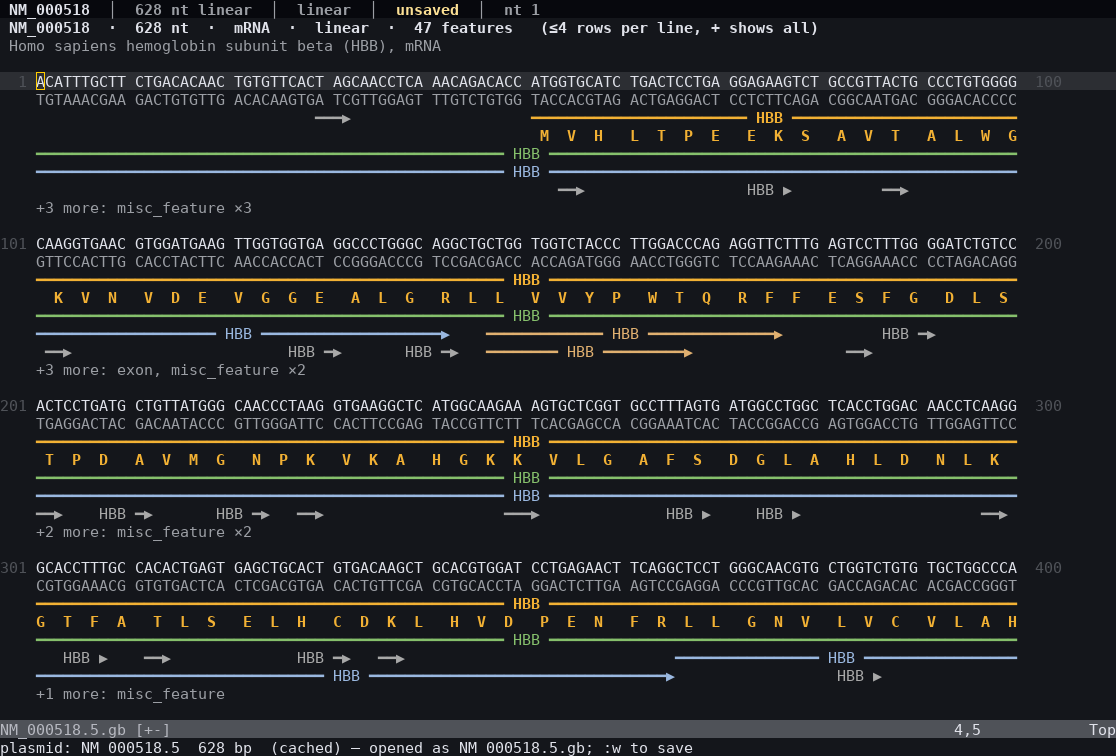 NM_000518 │ 628 nt linear │ linear │ unsaved │ nt 1
NM_000518 · 628 nt · mRNA · linear · 47 features (≤4 rows per line, + shows all)
Homo sapiens hemoglobin subunit beta (HBB), mRNA
1 ACATTTGCTT CTGACACAAC TGTGTTCACT AGCAACCTCA AACAGACACC ATGGTGCATC TGACTCCTGA GGAGAAGTCT GCCGTTACTG CCCTGTGGGG 100
TGTAAACGAA GACTGTGTTG ACACAAGTGA TCGTTGGAGT TTGTCTGTGG TACCACGTAG ACTGAGGACT CCTCTTCAGA CGGCAATGAC GGGACACCCC
HBB
M V H L T P E E K S A V T A L W G
HBB
HBB
HBB
+3 more: misc_feature ×3
101 CAAGGTGAAC GTGGATGAAG TTGGTGGTGA GGCCCTGGGC AGGCTGCTGG TGGTCTACCC TTGGACCCAG AGGTTCTTTG AGTCCTTTGG GGATCTGTCC 200
GTTCCACTTG CACCTACTTC AACCACCACT CCGGGACCCG TCCGACGACC ACCAGATGGG AACCTGGGTC TCCAAGAAAC TCAGGAAACC CCTAGACAGG
HBB
K V N V D E V G G E A L G R L L V V Y P W T Q R F F E S F G D L S
HBB
HBB HBB HBB
HBB HBB HBB
+3 more: exon, misc_feature ×2
201 ACTCCTGATG CTGTTATGGG CAACCCTAAG GTGAAGGCTC ATGGCAAGAA AGTGCTCGGT GCCTTTAGTG ATGGCCTGGC TCACCTGGAC AACCTCAAGG 300
TGAGGACTAC GACAATACCC GTTGGGATTC CACTTCCGAG TACCGTTCTT TCACGAGCCA CGGAAATCAC TACCGGACCG AGTGGACCTG TTGGAGTTCC
HBB
T P D A V M G N P K V K A H G K K V L G A F S D G L A H L D N L K
HBB
HBB
HBB HBB HBB HBB
+2 more: misc_feature ×2
301 GCACCTTTGC CACACTGAGT GAGCTGCACT GTGACAAGCT GCACGTGGAT CCTGAGAACT TCAGGCTCCT GGGCAACGTG CTGGTCTGTG TGCTGGCCCA 400
CGTGGAAACG GTGTGACTCA CTCGACGTGA CACTGTTCGA CGTGCACCTA GGACTCTTGA AGTCCGAGGA CCCGTTGCAC GACCAGACAC ACGACCGGGT
HBB
G T F A T L S E L H C D K L H V D P E N F R L L G N V L V C V L A H
HBB
HBB HBB HBB
HBB HBB
+1 more: misc_feature
NM_000518.5.gb [+-] 4,5 Top
plasmid: NM_000518.5 628 bp (cached) — opened as NM_000518.5.gb; :w to save